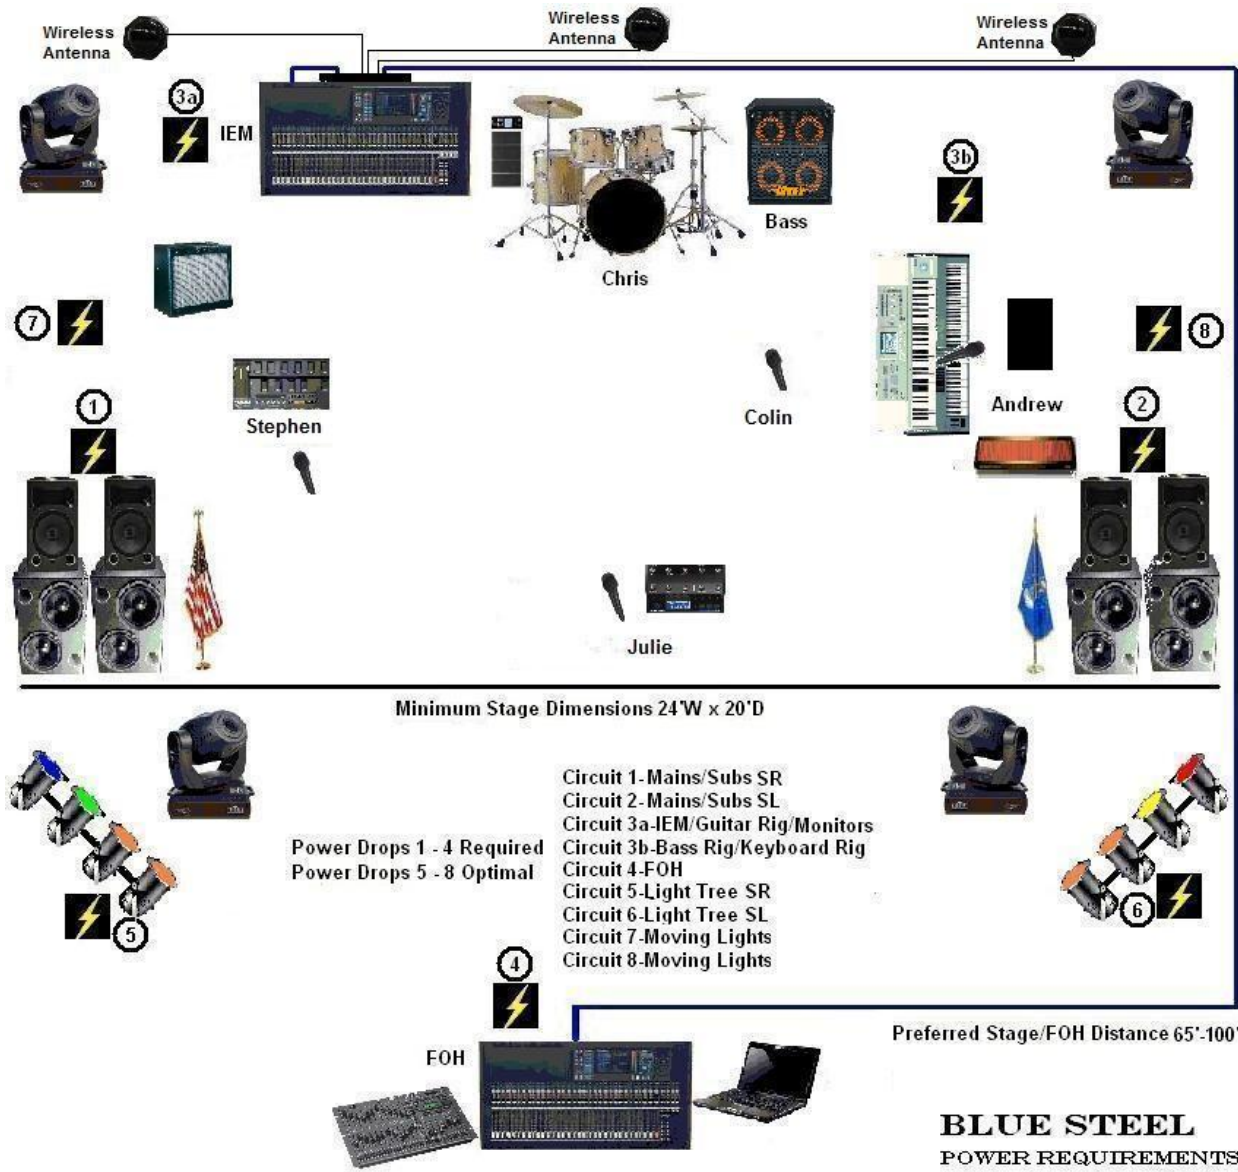 Wireless
Antenna
Wireless
Antenna
Wireless
Antenna
3a
IEM
3b
Bass
Chris
7
8
1
Stephen
Colin
Andrew
2
Julie
Minimum Stage Dimensions 24'W x 20'D
Power Drops 1 - 4 Required
Power Drops 5 - 8 Optimal
Circuit 1-Mains/Subs SR
Circuit 2-Mains/Subs SL
Circuit 3a-IEM/Guitar Rig/Monitors
Circuit 3b-Bass Rig/Keyboard Rig
Circuit 4-FOH
Circuit 5-Light Tree SR
Circuit 6-Light Tree SL
Circuit 7-Moving Lights
Circuit 8-Moving Lights
5
6
4
Preferred Stage/FOH Distance 65'-100'
FOH
BLUE STEEL
POWER REQUIREMENTS